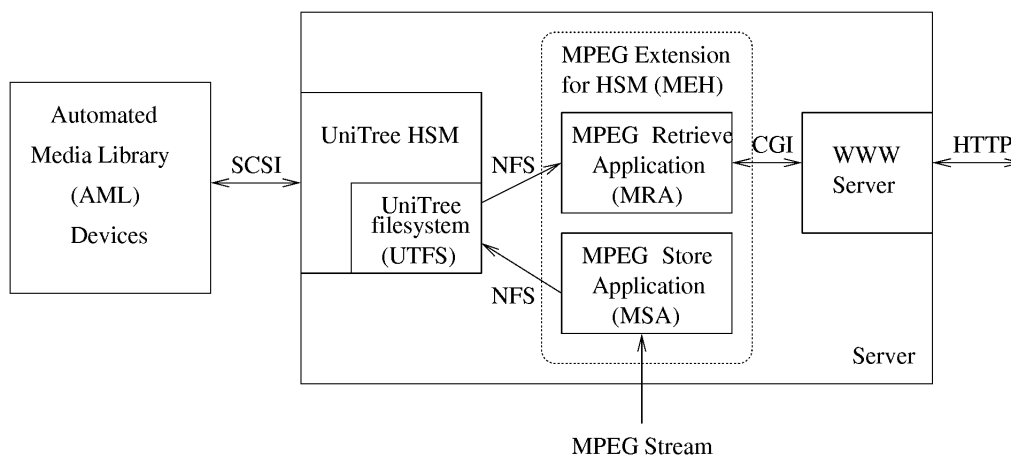 MPEG Extension
for HSM (MEH)
Automated
Media Library
(AML)
Devices
SCSI
UniTree HSM
UniTree
filesystem
(UTFS)
NFS
NFS
MPEG Retrieve
Application
(MRA)
MPEG Store
Application
(MSA)
CGI
WWW
Server
HTTP
Server
MPEG Stream